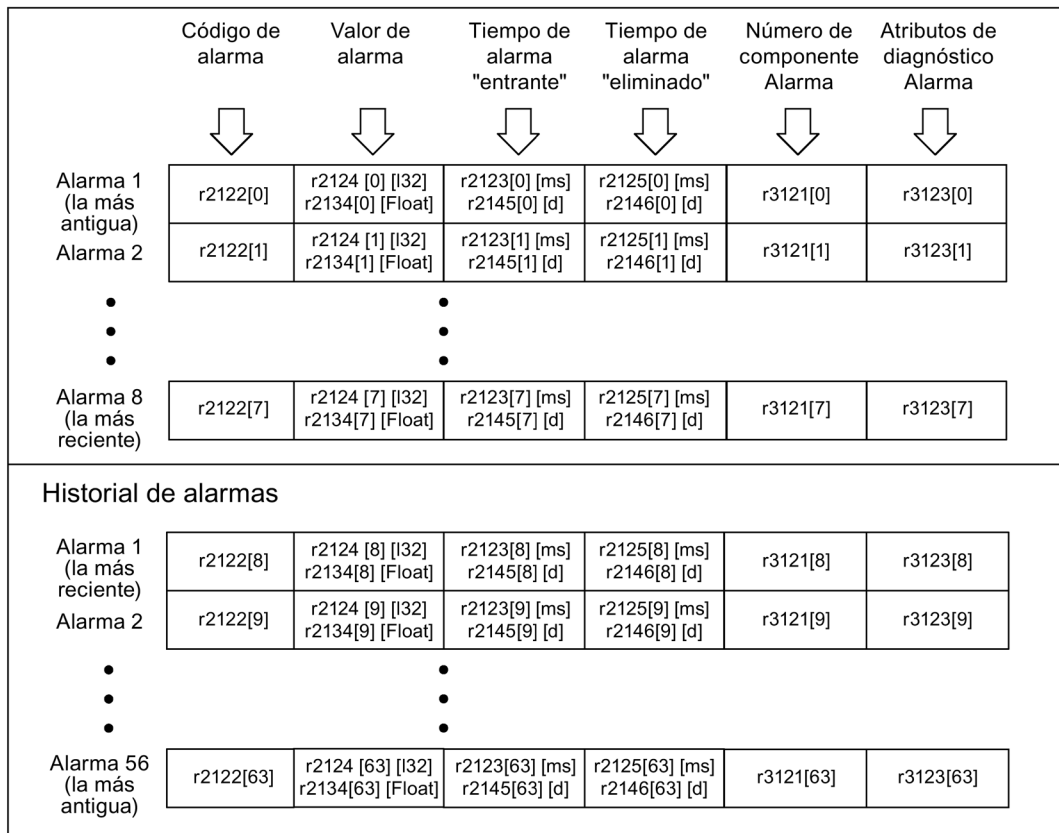 Código de alarma
Valor de alarma
Tiempo de alarma "entrante"
Tiempo de alarma "eliminado"
Número de componente Alarma
Atributos de diagnóstico Alarma
Alarma 1
(la más
antigua)
r2122[0]
r2124 [0] [I32]
r2134[0] [Float]
r2123[0] [ms]
r2145[0] [d]
r2125[0] [ms]
r2146[0] [d]
r3121[0]
r3123[0]
Alarma 2
r2122[1]
r2124 [1] [I32]
r2134[1] [Float]
r2123[1] [ms]
r2145[1] [d]
r2125[1] [ms]
r2146[1] [d]
r3121[1]
r3123[1]
Alarma 8
(la más
reciente)
r2122[7]
r2124 [7] [I32]
r2134[7] [Float]
r2123[7] [ms]
r2145[7] [d]
r2125[7] [ms]
r2146[7] [d]
r3121[7]
r3123[7]
Historial de alarmas
Alarma 1
(la más
reciente)
r2122[8]
r2124 [8] [I32]
r2134[8] [Float]
r2123[8] [ms]
r2145[8] [d]
r2125[8] [ms]
r2146[8] [d]
r3121[8]
r3123[8]
Alarma 2
r2122[9]
r2124 [9] [I32]
r2134[9] [Float]
r2123[9] [ms]
r2145[9] [d]
r2125[9] [ms]
r2146[9] [d]
r3121[9]
r3123[9]
Alarma 56
(la más
antigua)
r2122[63]
r2124 [63] [I32]
r2134[63] [Float]
r2123[63] [ms]
r2145[63] [d]
r2125[63] [ms]
r2146[63] [d]
r3121[63]
r3123[63]